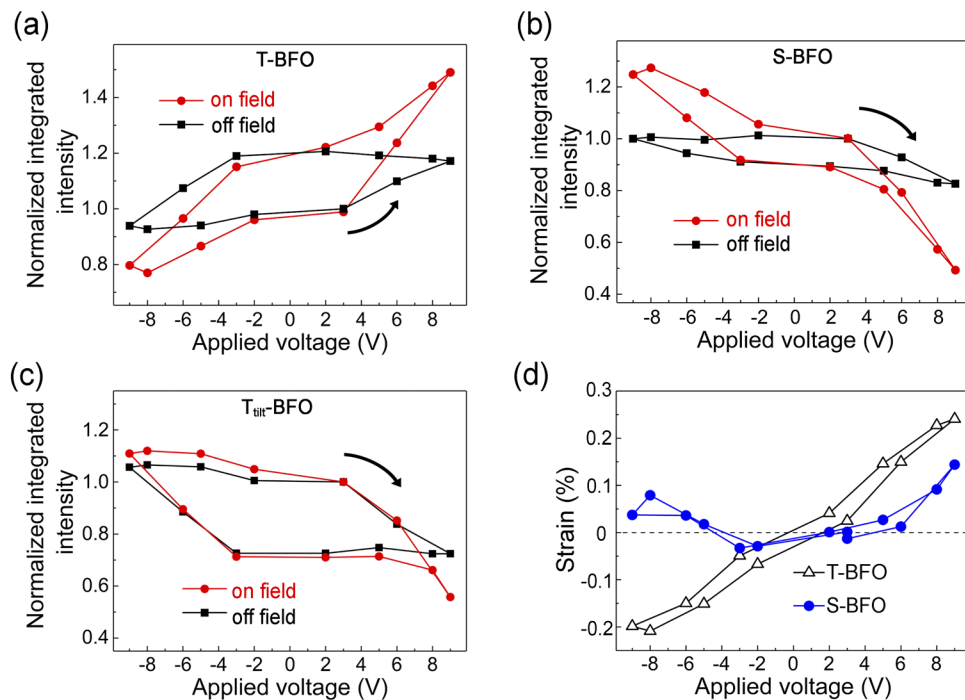 (a)
T-BFO
on field
off field
Normalized integrated
intensity
1.4
1.2
1.0
0.8
-8 -6 -4 -2 0 2 4 6 8
Applied voltage (V)
(b)
S-BFO
on field
off field
Normalized integrated
intensity
1.2
1.0
0.8
0.6
0.4
-8 -6 -4 -2 0 2 4 6 8
Applied voltage (V)
(c)
Ttilt-BFO
on field
off field
Normalized integrated
intensity
1.2
1.0
0.8
0.6
0.4
-8 -6 -4 -2 0 2 4 6 8
Applied voltage (V)
(d)
T-BFO
S-BFO
Strain (%)
0.3
0.2
0.1
0
-0.1
-0.2
-8 -6 -4 -2 0 2 4 6 8
Applied voltage (V)